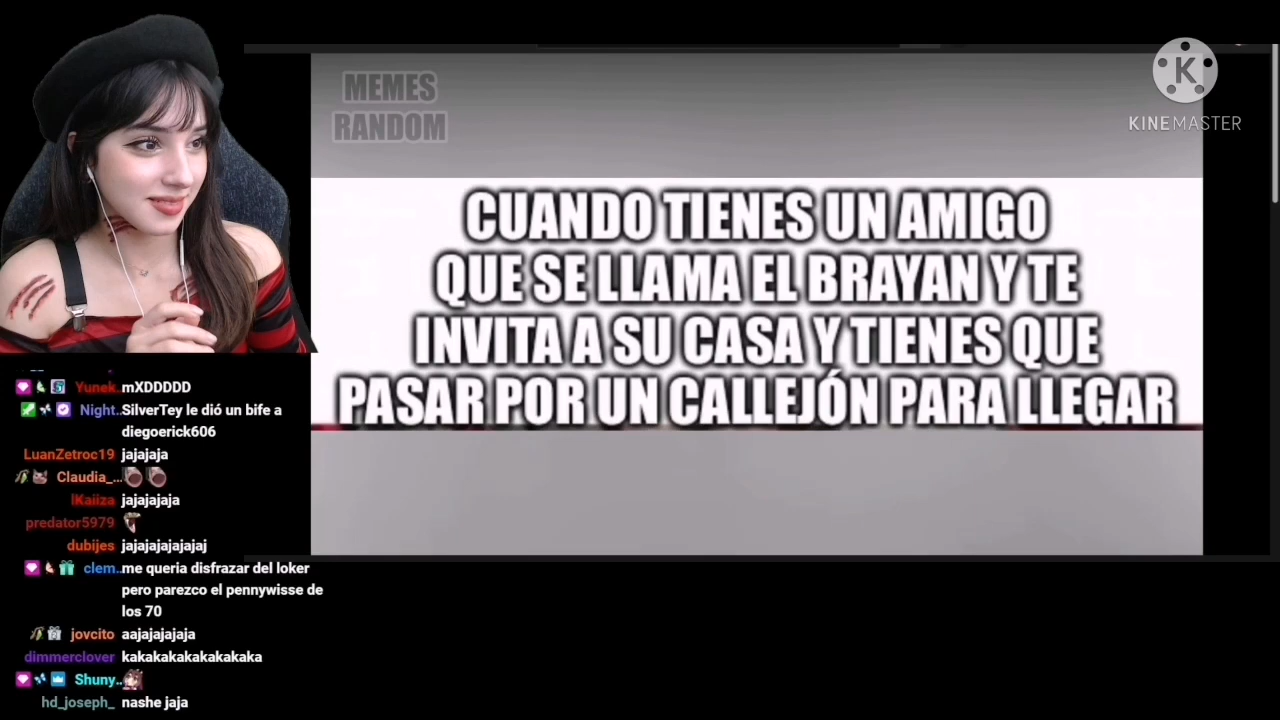 MEMES
RANDOM
KINEMASTER
CUANDO TIENES UN AMIGO
QUE SE LLAMA EL BRAYAN Y TE
INVITA A SU CASA Y TIENES QUE
PASAR POR UN CALLEJÓN PARA LLEGAR
Yunek.. mXDDDDD
Night.. SilverTey le dió un bife a
diegoerick606
LuanZetroc19 jajajaja
Claudia_...
lKaiiza jajajajaja
predator5979
dubijes jajajajajajajaj
clem.. me queria disfrazar del loker
pero parezco el pennywisse de
los 70
jovcito aajajajajaja
dimmerclover kakakakakakakakaka
Shuny..
hd_joseph_ nashe jaja